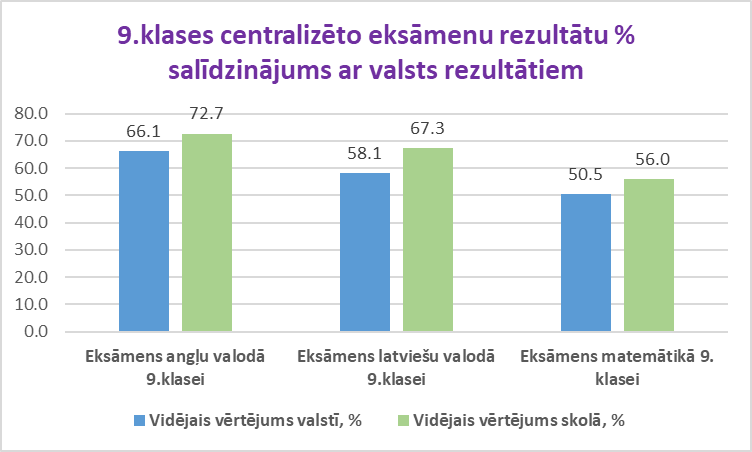 9.klases centralizēto eksāmenu rezultātu %
salīdzinājums ar valsts rezultātiem
80.0
70.0
60.0
50.0
40.0
30.0
20.0
10.0
0.0
66.1
72.7
58.1
67.3
50.5
56.0
Eksāmens angļu valodā
9.klasei
Eksāmens latviešu valodā
9.klasei
Eksāmens matemātikā 9.
klasei
Vidējais vērtējums valstī, %
Vidējais vērtējums skolā, %